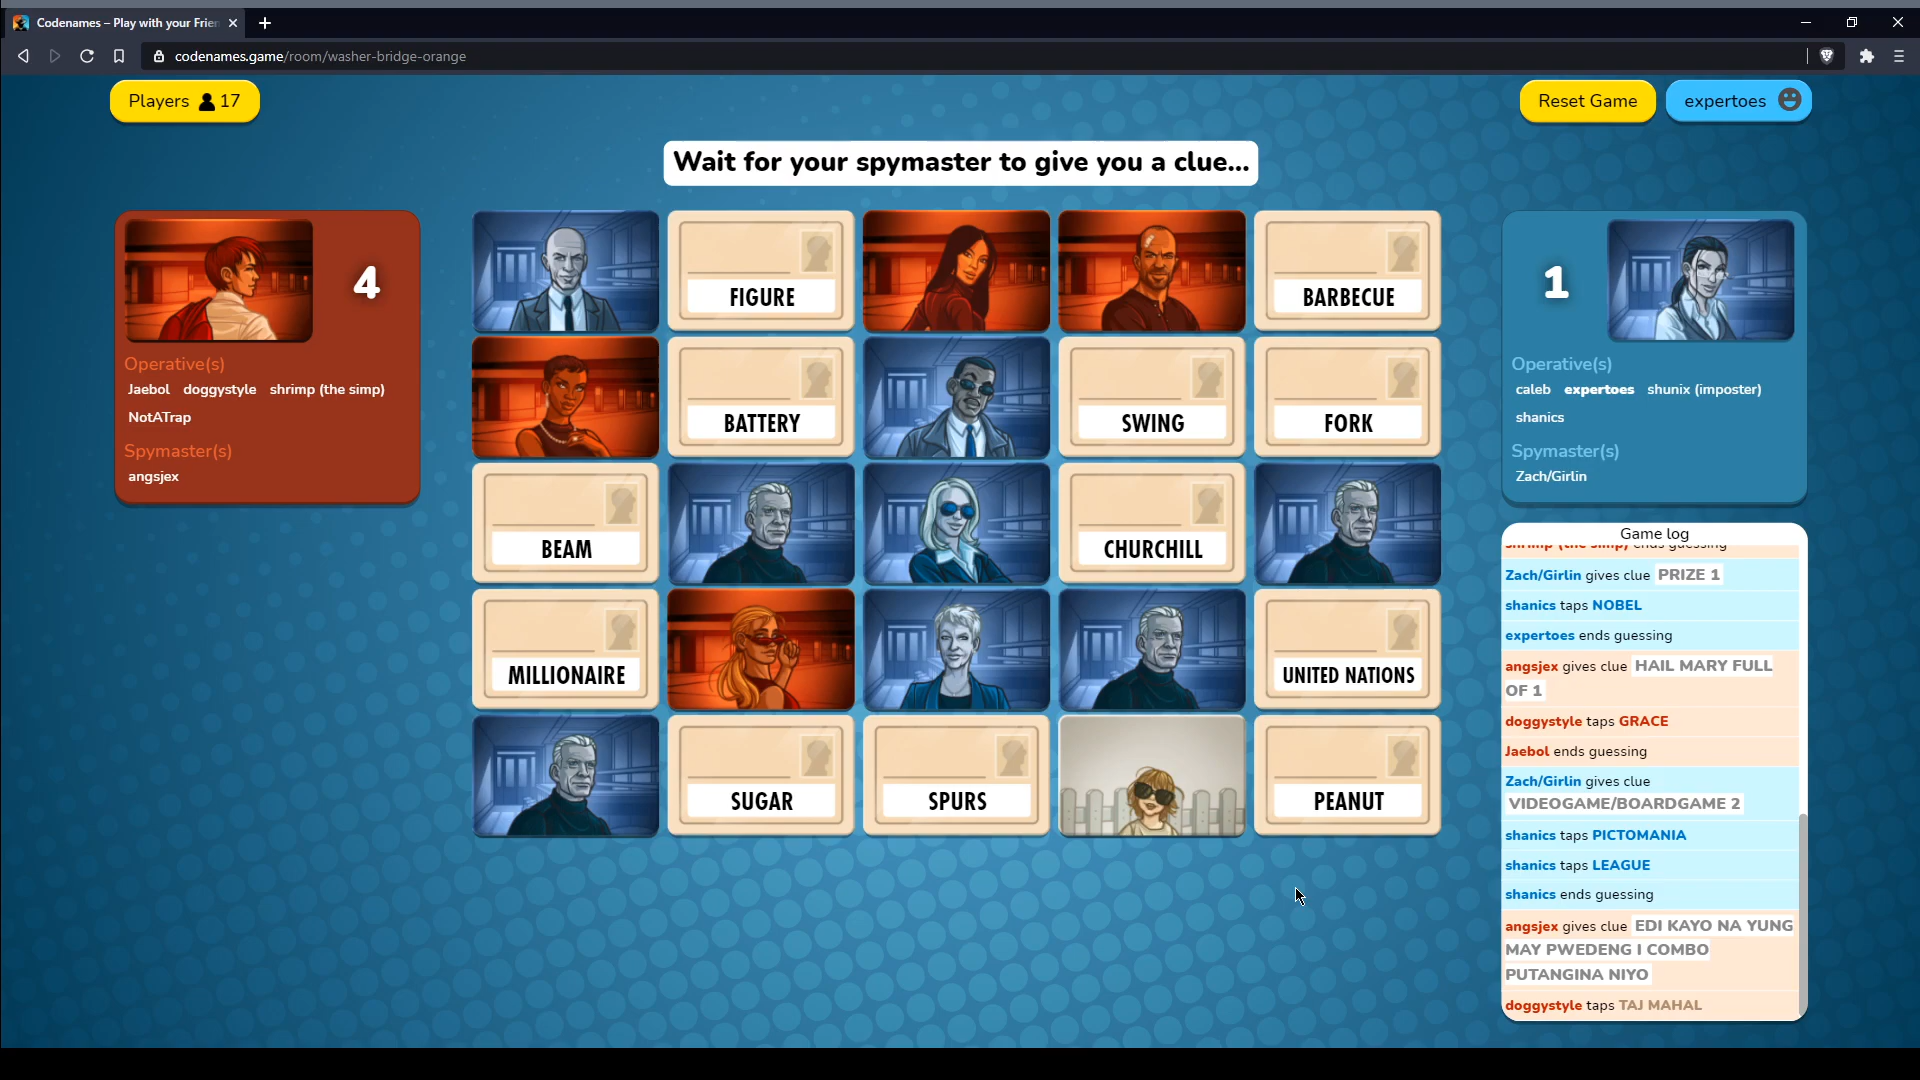 Codenames – Play with your Frie
codenames.game/room/washer-bridge-orange
Players 17
Reset Game
expertoes
Wait for your spymaster to give you a clue...
4
Operative(s)
Jaebol doggystyle shrimp (the simp)
NotATrap
Spymaster(s)
angsjex
FIGURE
BARBECUE
BATTERY
SWING
FORK
BEAM
CHURCHILL
MILLIONAIRE
UNITED NATIONS
SUGAR
SPURS
PEANUT
1
Operative(s)
caleb expertoes shunix (imposter)
shanics
Spymaster(s)
Zach/Girlin
Game log
shrimp (the simp) ends guessing
Zach/Girlin gives clue PRIZE 1
shanics taps NOBEL
expertoes ends guessing
angsjex gives clue HAIL MARY FULL
OF 1
doggystyle taps GRACE
Jaebol ends guessing
Zach/Girlin gives clue
VIDEOGAME/BOARDGAME 2
shanics taps PICTOMANIA
shanics taps LEAGUE
shanics ends guessing
angsjex gives clue EDI KAYO NA YUNG
MAY PWEDENG I COMBO
PUTANGINA NIYO
doggystyle taps TAJ MAHAL